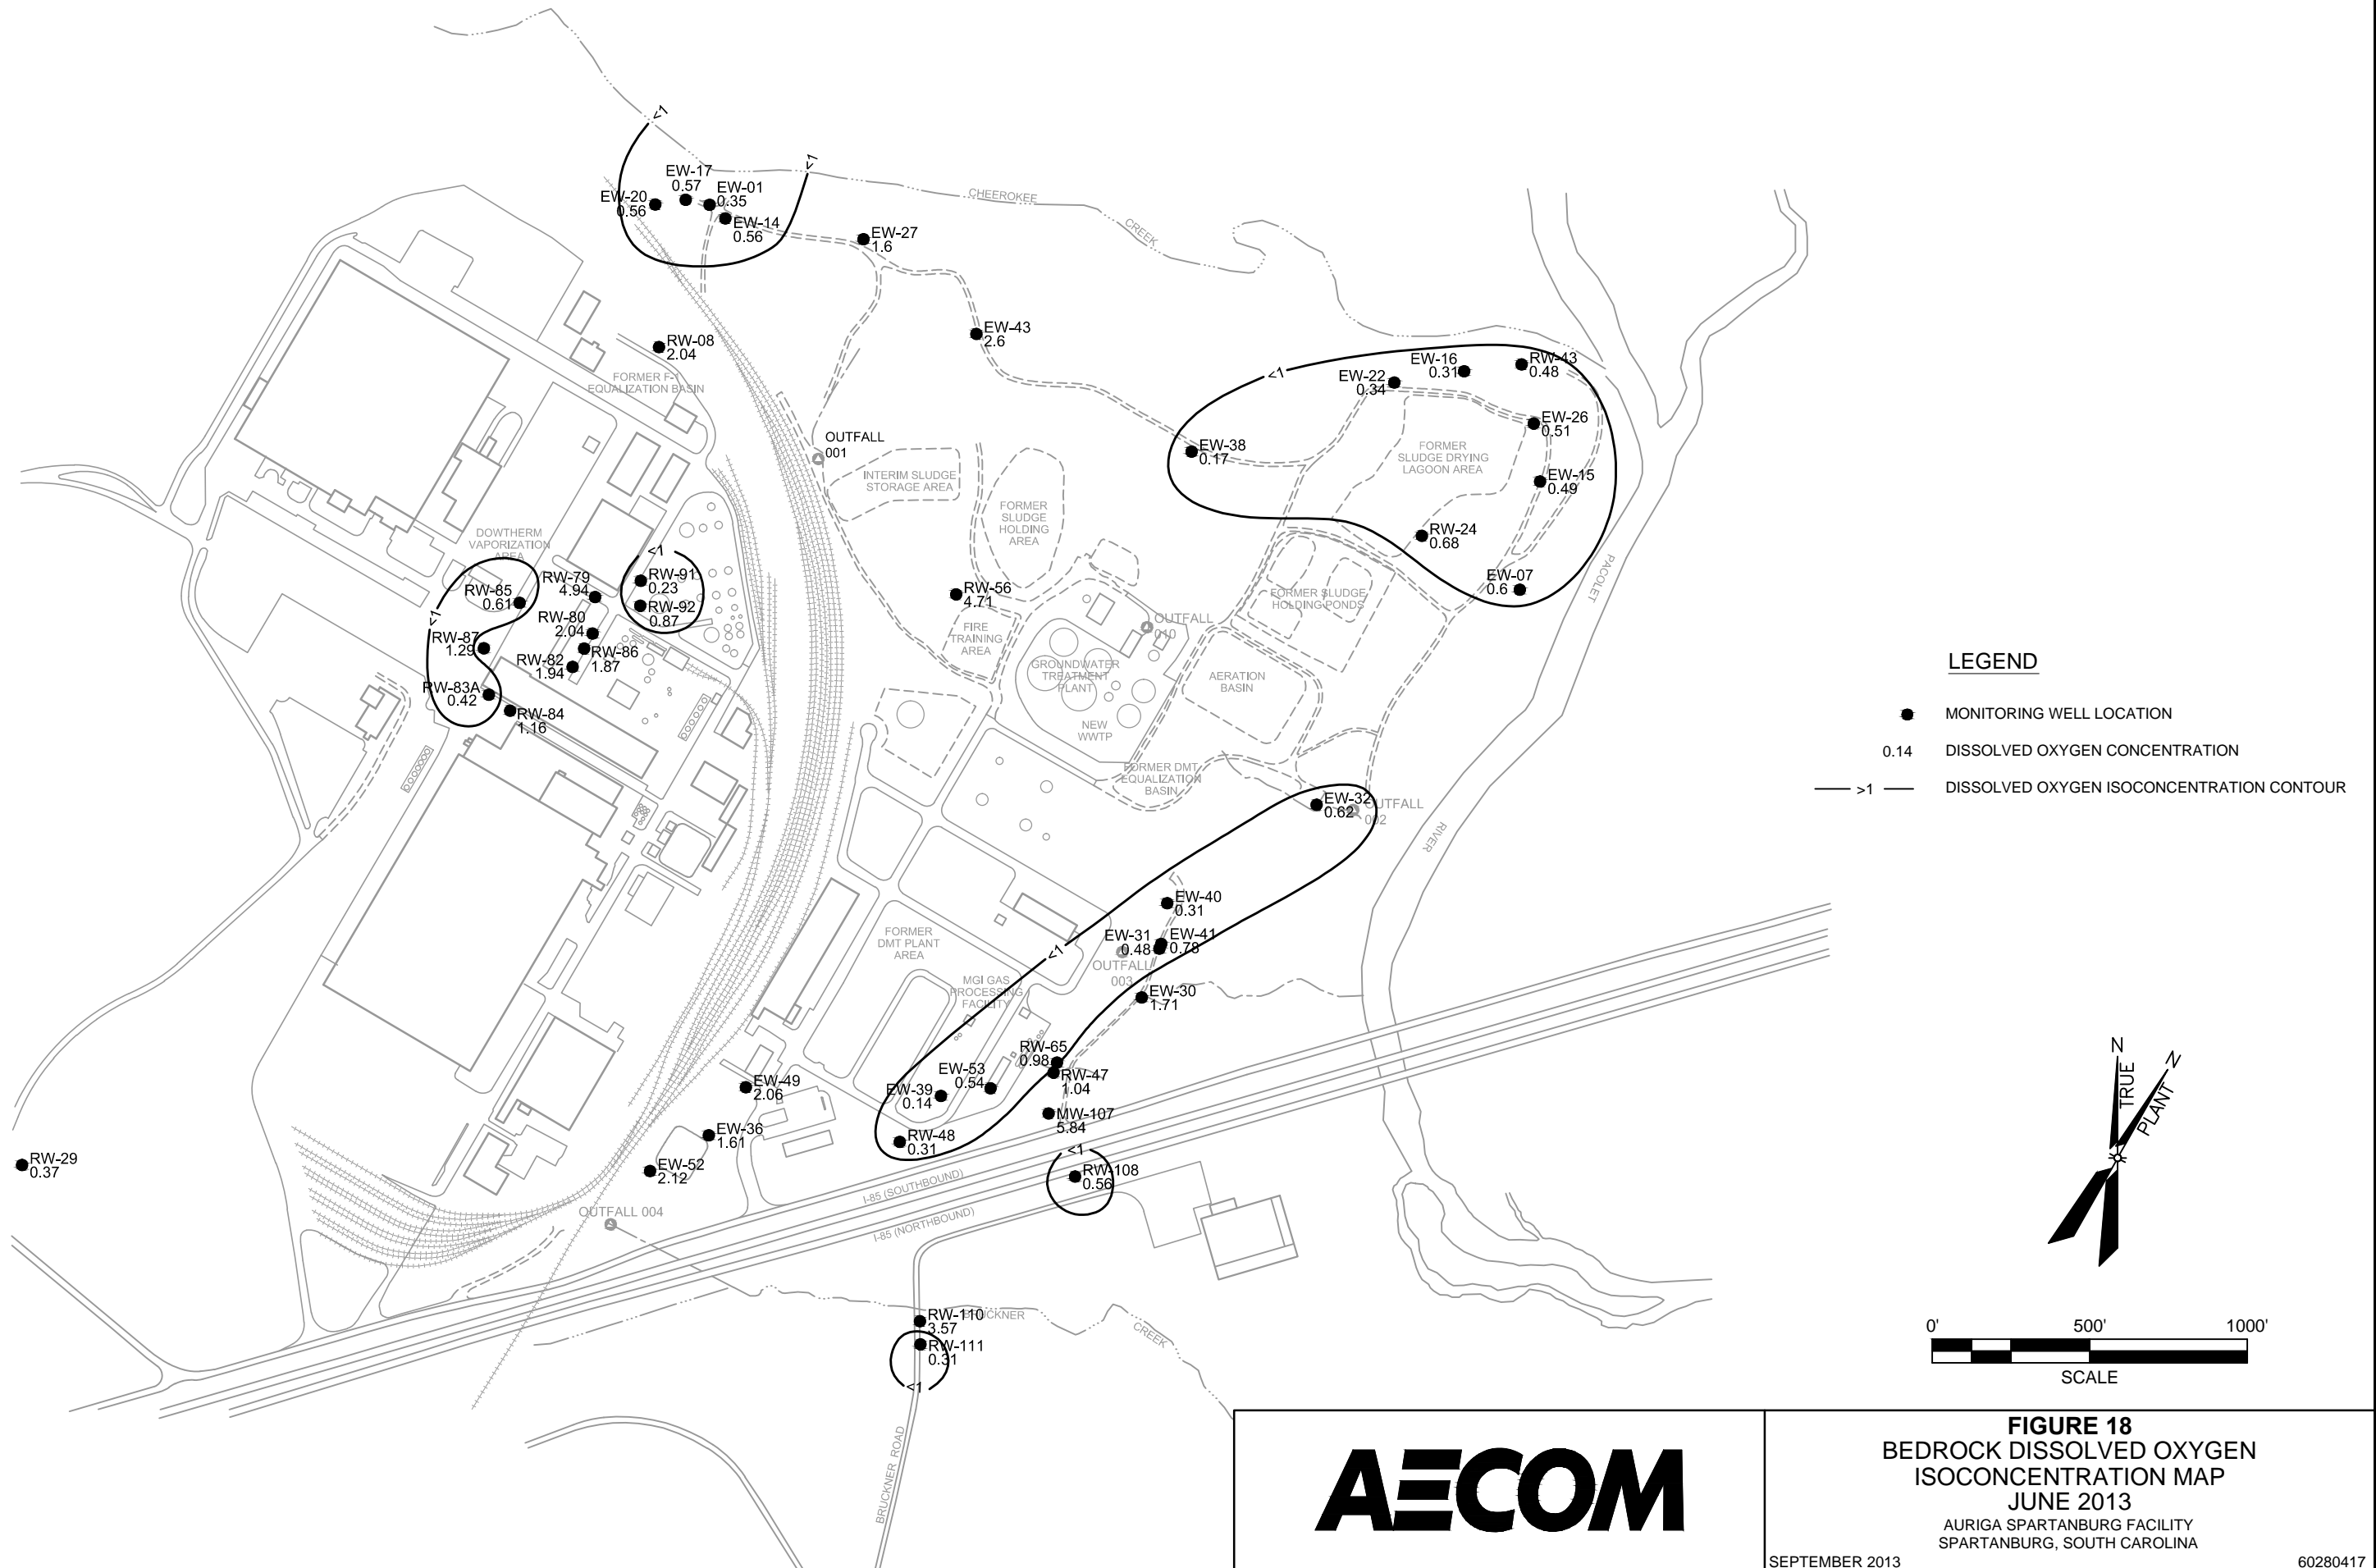 <1
<1
EW-17
0.57
EW-01
0.35
EW-20
0.56
EW-14
0.56
CHEEROKEE
CREEK
EW-27
1.6
EW-43
2.6
RW-08
2.04
FORMER F-1
EQUALIZATION BASIN
<1
EW-16
0.31
RW-43
0.48
EW-22
0.34
EW-26
0.51
EW-38
0.17
FORMER
SLUDGE DRYING
LAGOON AREA
EW-15
0.49
RW-24
0.68
EW-07
0.6
PACOLET
RIVER
OUTFALL
001
INTERIM SLUDGE
STORAGE AREA
FORMER
SLUDGE
HOLDING
AREA
DOWTHERM
VAPORIZATION
AREA
<1
RW-91
0.23
RW-92
0.87
RW-79
4.94
RW-85
0.61
<1
RW-80
2.04
RW-87
1.29
RW-86
1.87
RW-82
1.94
RW-83A
0.42
RW-84
1.16
RW-56
4.71
FIRE
TRAINING
AREA
FORMER SLUDGE
HOLDING PONDS
OUTFALL
010
GROUNDWATER
TREATMENT
PLANT
NEW
WWTP
AERATION
BASIN
FORMER DMT
EQUALIZATION
BASIN
EW-32
0.62
OUTFALL
002
EW-40
0.31
EW-31
0.48
EW-41
0.78
OUTFALL
003
<1
EW-30
1.71
FORMER
DMT PLANT
AREA
MGI GAS
PROCESSING
FACILITY
RW-65
0.98
RW-47
1.04
EW-53
0.54
EW-39
0.14
MW-107
5.84
RW-48
0.31
<1
RW-108
0.56
EW-49
2.06
EW-36
1.61
EW-52
2.12
RW-29
0.37
OUTFALL 004
I-85 (SOUTHBOUND)
I-85 (NORTHBOUND)
RW-110
3.57
BRUCKNER
CREEK
RW-111
0.31
<1
BRUCKNER ROAD
LEGEND
MONITORING WELL LOCATION
0.14 DISSOLVED OXYGEN CONCENTRATION
>1 DISSOLVED OXYGEN ISOCONCENTRATION CONTOUR
N
TRUE
N
PLANT
0' 500' 1000'
SCALE
AECOM
FIGURE 18
BEDROCK DISSOLVED OXYGEN
ISOCONCENTRATION MAP
JUNE 2013
AURIGA SPARTANBURG FACILITY
SPARTANBURG, SOUTH CAROLINA
SEPTEMBER 2013 60280417